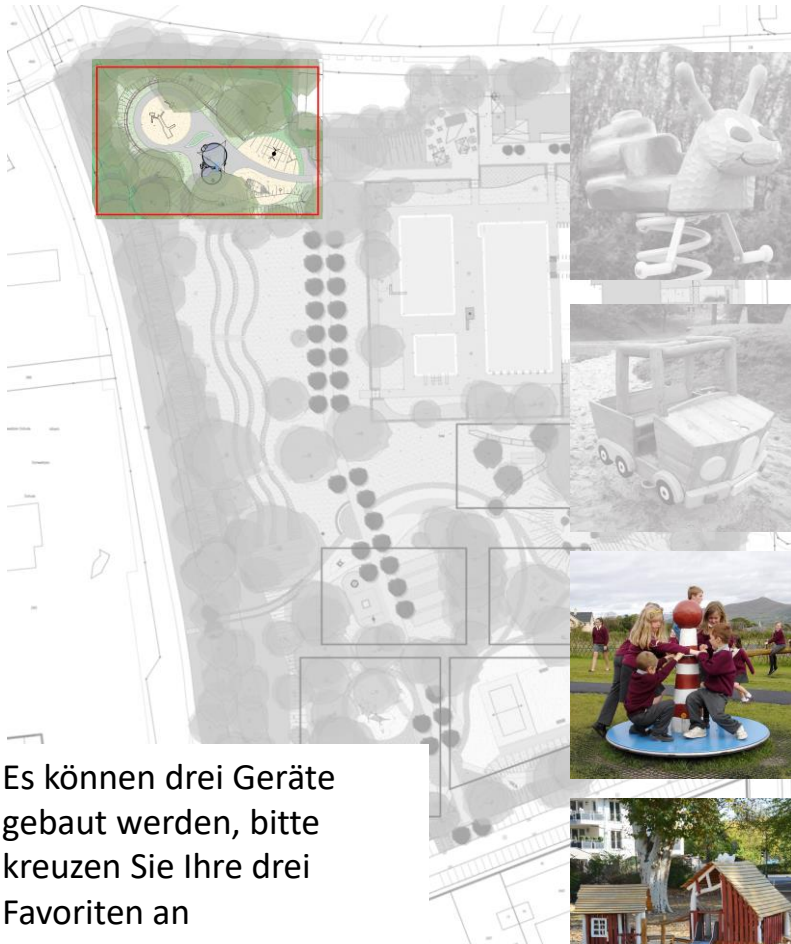 Es können drei Geräte
gebaut werden, bitte
kreuzen Sie Ihre drei
Favoriten an